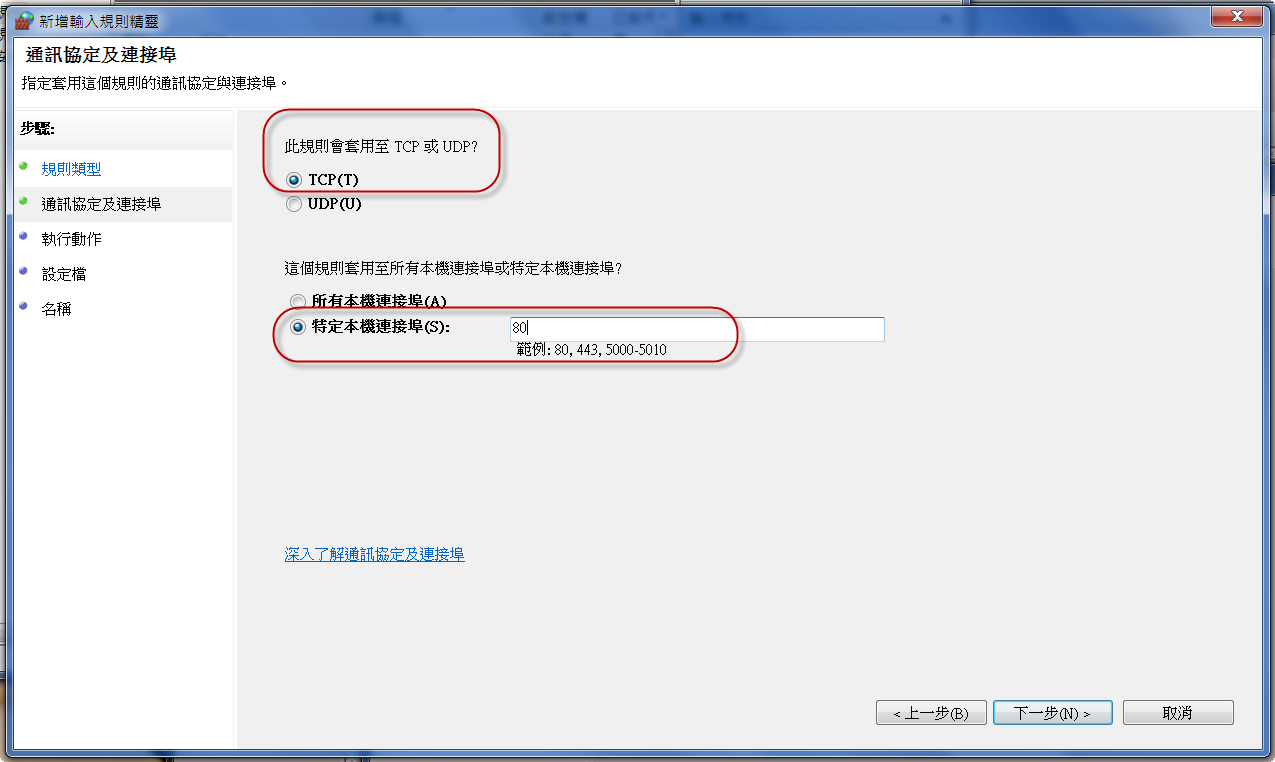 新增輸入規則精靈
通訊協定及連接埠
指定套用這個規則的通訊協定與連接埠。
步驟:
規則類型
通訊協定及連接埠
執行動作
設定檔
名稱
此規則會套用至 TCP 或 UDP?
TCP(T)
UDP(U)
這個規則套用至所有本機連接埠或特定本機連接埠?
所有本機連接埠(A)
特定本機連接埠(S):
80
範例: 80, 443, 5000-5010
深入了解通訊協定及連接埠
< 上一步(B)
下一步(N) >
取消